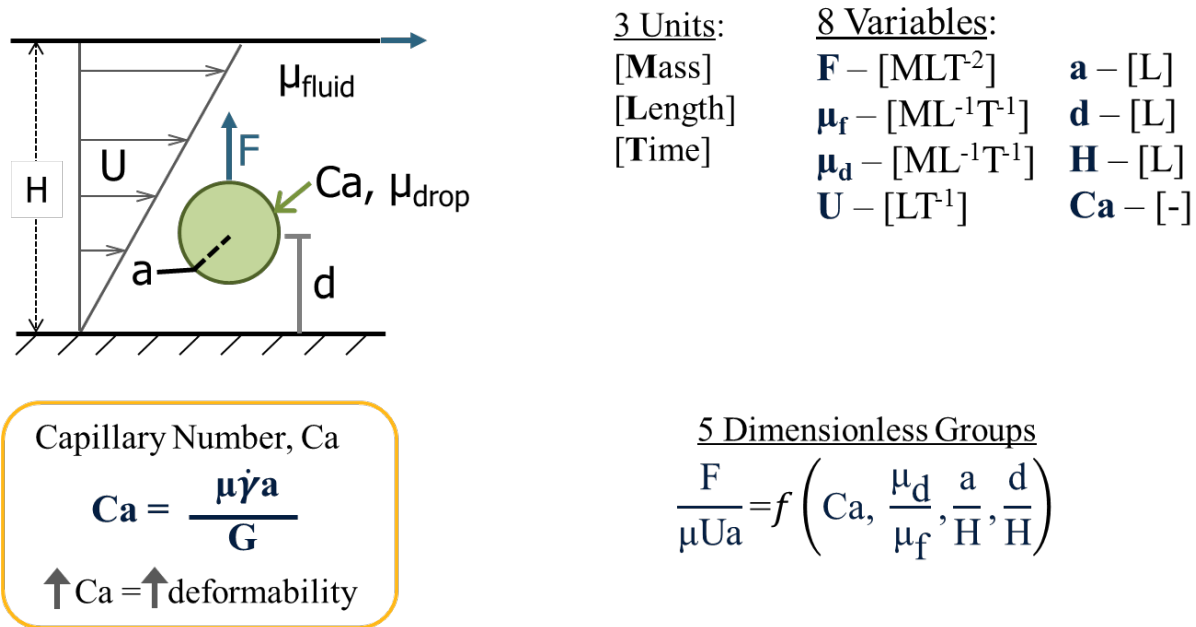 H
U
μfluid
F
Ca, μdrop
a
d
3 Units:
[Mass]
[Length]
[Time]
8 Variables:
F – [MLT⁻²]
μf – [ML⁻¹T⁻¹]
μd – [ML⁻¹T⁻¹]
U – [LT⁻¹]
a – [L]
d – [L]
H – [L]
Ca – [-]
Capillary Number, Ca
Ca = μγ̇a / G
↑ Ca = ↑ deformability
5 Dimensionless Groups
F/μUa = f (Ca, μd/μf, a/H, d/H)